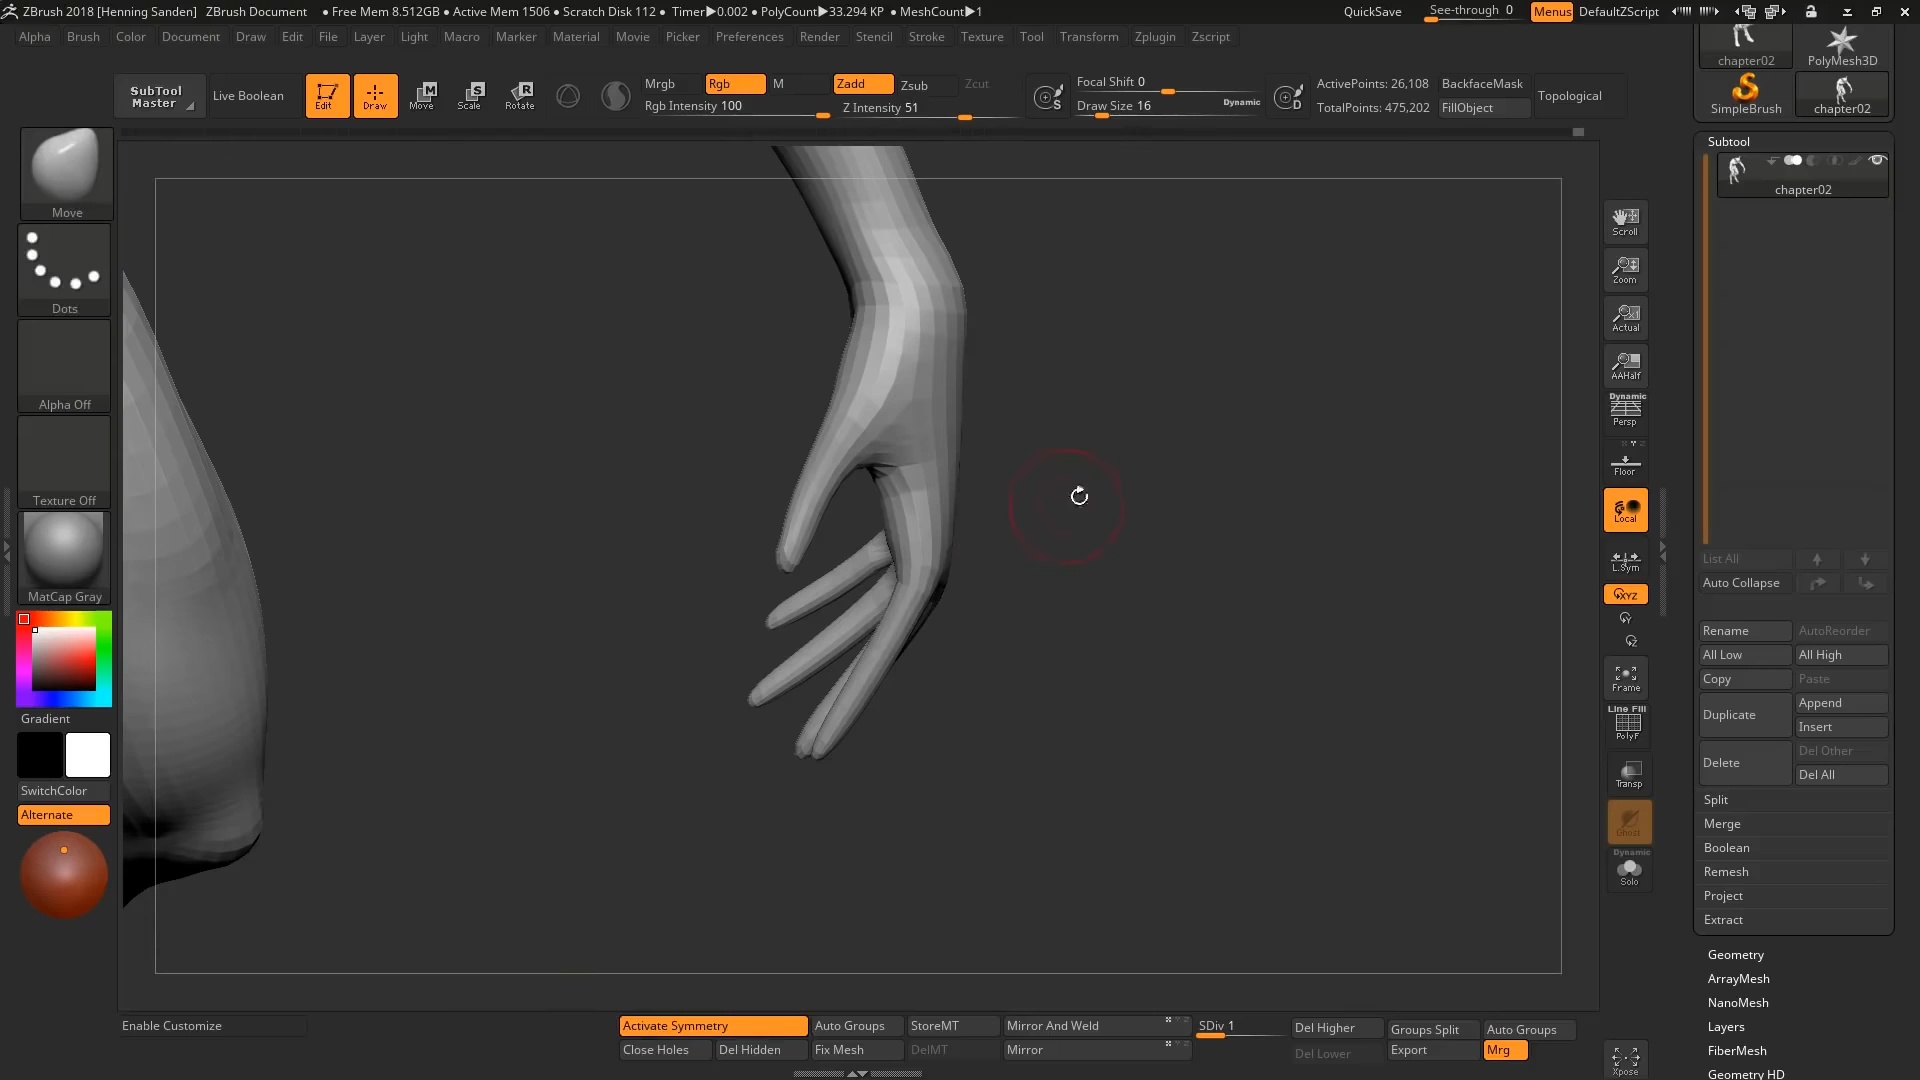 ZBrush 2018 [Henning Sanden] ZBrush Document • Free Mem 8.512GB • Active Mem 1506 • Scratch Disk 112 • Timer▶0.002 • PolyCount▶33.294 KP • MeshCount▶1 QuickSave See-through 0 Menus DefaultZScript
Alpha Brush Color Document Draw Edit File Layer Light Macro Marker Material Movie Picker Preferences Render Stencil Stroke Texture Tool Transform Zplugin Zscript
SubTool Master
Live Boolean
Edit
Draw
Move
Scale
Rotate
Mrgb Rgb M Zadd Zsub Zcut
Rgb Intensity 100 Z Intensity 51
Focal Shift 0
Draw Size 16 Dynamic
ActivePoints: 26,108 BackfaceMask
TotalPoints: 475,202 FillObject
Topological
chapter02 PolyMesh3D
SimpleBrush chapter02
Move
Dots
Alpha Off
Texture Off
MatCap Gray
Gradient
SwitchColor
Alternate
Scroll
Zoom
Actual
AAHalf
Dynamic
Persp
Floor
Local
L.Sym
XYZ
Frame
Line Fill
PolyF
Transp
Ghost
Dynamic
Solo
Xpose
Subtool
chapter02
List All
Auto Collapse
Rename AutoReorder
All Low All High
Copy Paste
Duplicate Append
Insert
Delete Del Other
Del All
Split
Merge
Boolean
Remesh
Project
Extract
Geometry
ArrayMesh
NanoMesh
Layers
FiberMesh
Geometry HD
Enable Customize
Activate Symmetry Auto Groups StoreMT Mirror And Weld SDiv 1 Del Higher Groups Split Auto Groups
Close Holes Del Hidden Fix Mesh DelMT Mirror Del Lower Export Mrg